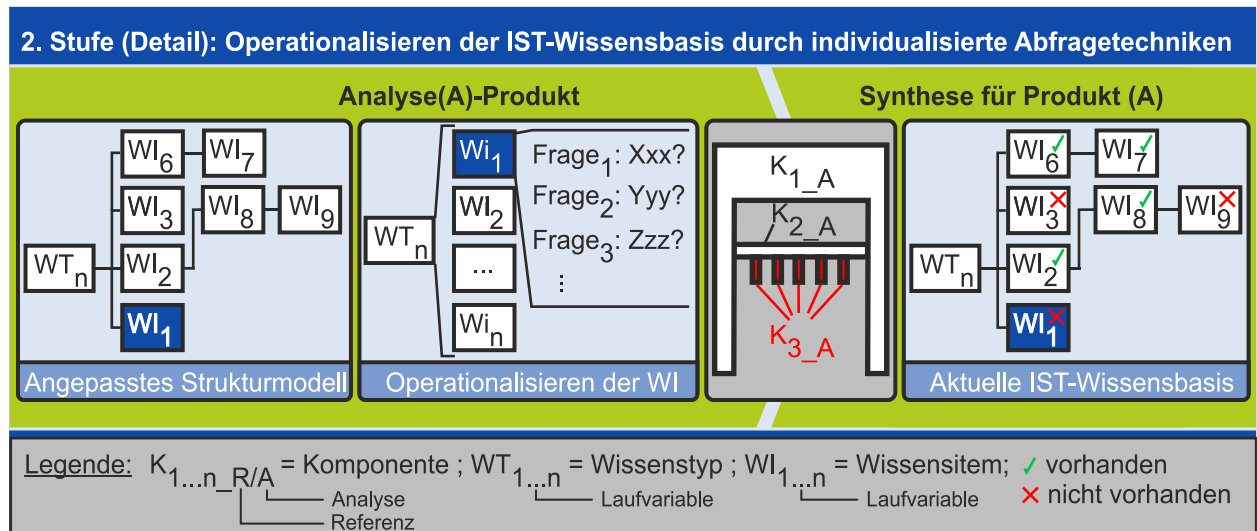 2. Stufe (Detail): Operationalisieren der IST-Wissensbasis durch individualisierte Abfragetechniken
Analyse(A)-Produkt
Synthese für Produkt (A)
WI6
WI7
WI3
WI8
WI9
WTn
WI2
WI1
Angepasstes Strukturmodell
WTn
Wi1
WI2
...
Win
Frage1: Xxx?
Frage2: Yyy?
Frage3: Zzz?
⋮
Operationalisieren der WI
K1_A
K2_A
K3_A
WI6 ✓
WI7 ✓
WI3 ✕
WI8 ✓
WI9 ✕
WTn
WI2 ✓
WI1 ✕
Aktuelle IST-Wissensbasis
Legende: K1...n_R/A = Komponente ; WT1...n = Wissenstyp ; WI1...n = Wissensitem; ✓ vorhanden
✕ nicht vorhanden
Analyse
Referenz
Laufvariable
Laufvariable